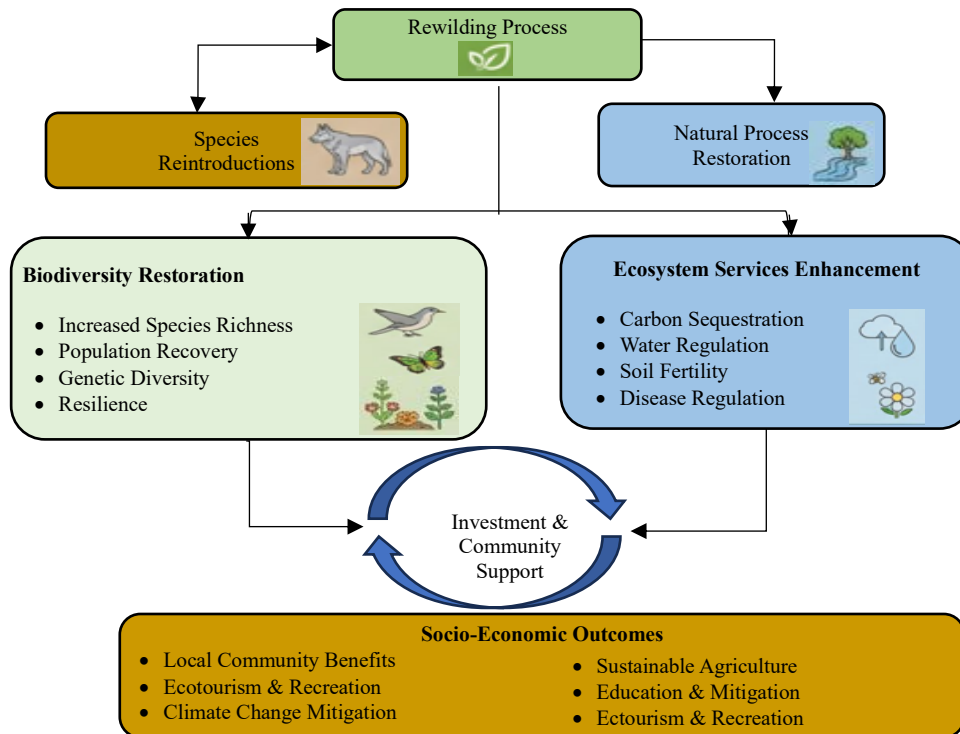 Rewilding Process
Species
Reintroductions
Natural Process
Restoration
Biodiversity Restoration
• Increased Species Richness
• Population Recovery
• Genetic Diversity
• Resilience
Ecosystem Services Enhancement
• Carbon Sequestration
• Water Regulation
• Soil Fertility
• Disease Regulation
Investment &
Community
Support
Socio-Economic Outcomes
• Local Community Benefits
• Ecotourism & Recreation
• Climate Change Mitigation
• Sustainable Agriculture
• Education & Mitigation
• Ectourism & Recreation